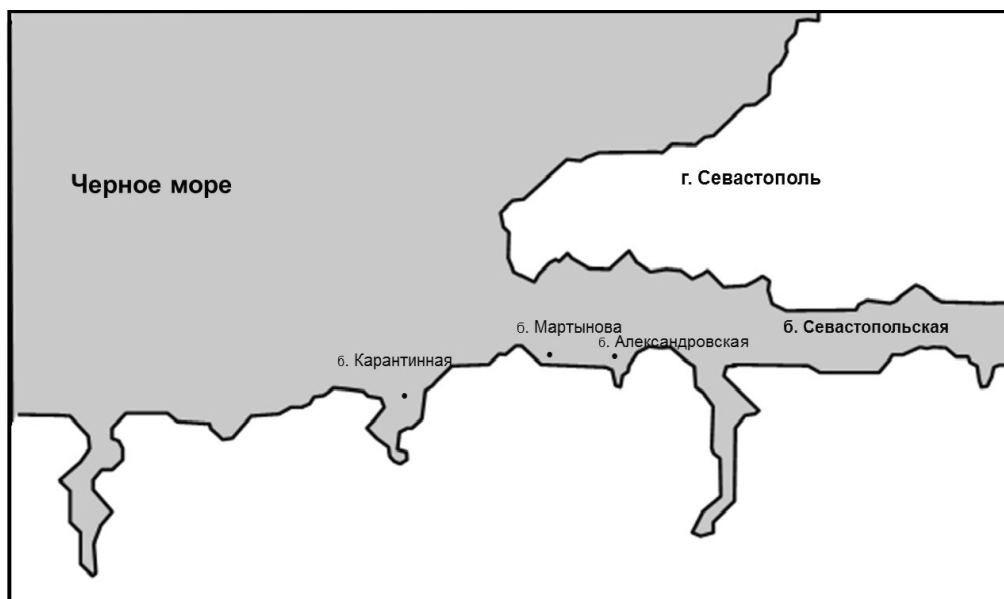 Черное море
г. Севастополь
б. Мартынова
б. Севастопольская
б. Александровская
б. Карантинная